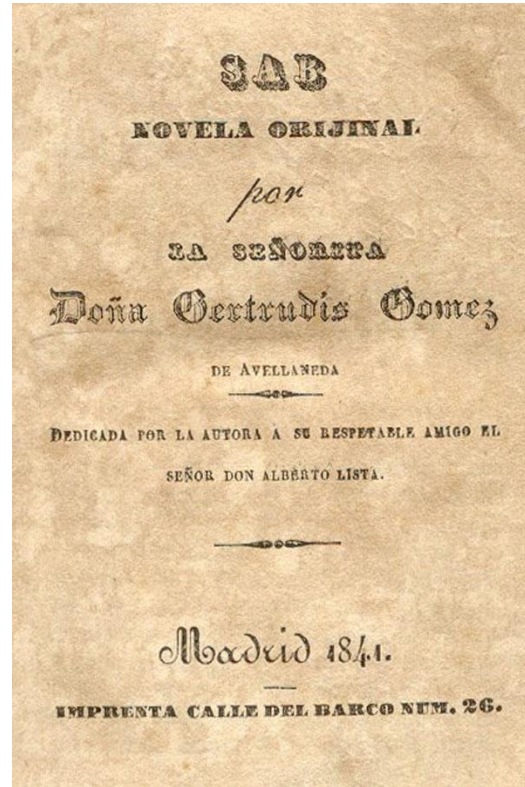 SAB
NOVELA ORIJINAL
por
LA SEÑORITA
Doña Gertrudis Gomez
DE AVELLANEDA
DEDICADA POR LA AUTORA A SU RESPETABLE AMIGO EL
SEÑOR DON ALBERTO LISTA.
Madrid 1841.
IMPRENTA CALLE DEL BARCO NUM. 26.